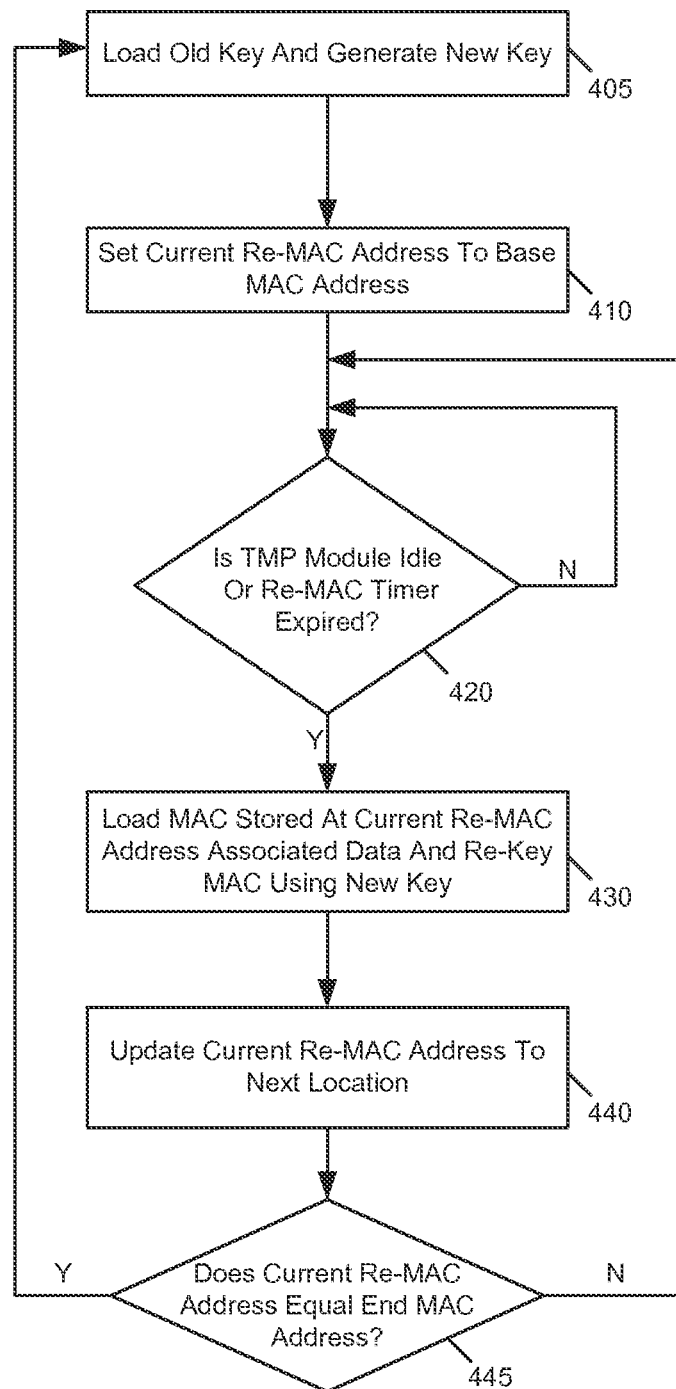 Load Old Key And Generate New Key
405
Set Current Re-MAC Address To Base
MAC Address
410
Is TMP Module Idle
Or Re-MAC Timer
Expired?
N
420
Y
Load MAC Stored At Current Re-MAC
Address Associated Data And Re-Key
MAC Using New Key
430
Update Current Re-MAC Address To
Next Location
440
Y
N
Does Current Re-MAC
Address Equal End MAC
Address?
445